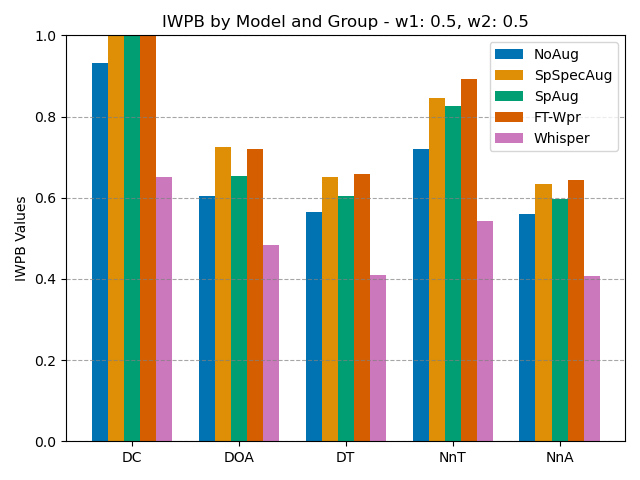 IWPB by Model and Group - w1: 0.5, w2: 0.5
IWPB Values
1.0
0.8
0.6
0.4
0.2
0.0
NoAug
SpSpecAug
SpAug
FT-Wpr
Whisper
DC DOA DT NnT NnA